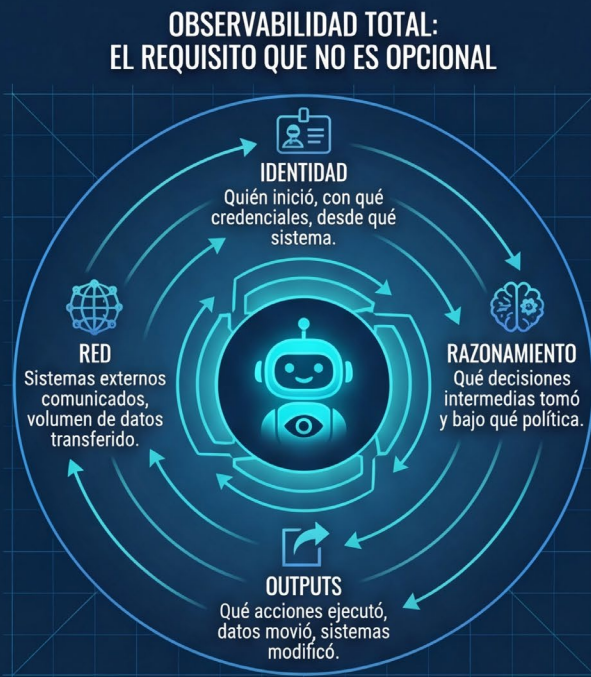 OBSERVABILIDAD TOTAL:
EL REQUISITO QUE NO ES OPCIONAL
IDENTIDAD
Quién inició, con qué
credenciales, desde qué
sistema.
RED
Sistemas externos
comunicados,
volumen de datos
transferido.
RAZONAMIENTO
Qué decisiones
intermedias tomó
y bajo qué política.
OUTPUTS
Qué acciones ejecutó,
datos movió, sistemas
modificó.